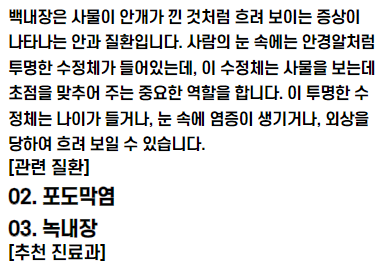 백내장은 사물이 안개가 낀 것처럼 흐려 보이는 증상이
나타나는 안과 질환입니다. 사람의 눈 속에는 안경알처럼
투명한 수정체가 들어있는데, 이 수정체는 사물을 보는데
초점을 맞추어 주는 중요한 역할을 합니다. 이 투명한 수
정체는 나이가 들거나, 눈 속에 염증이 생기거나, 외상을
당하여 흐려 보일 수 있습니다.
[관련 질환]
02. 포도막염
03. 녹내장
[추천 진료과]